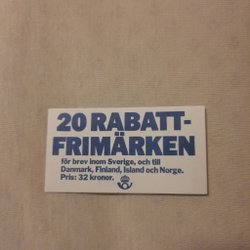 20 RABATT-
FRIMÄRKEN
för brev inom Sverige, och till
Danmark, Finland, Island och Norge.
Pris: 32 kronor.